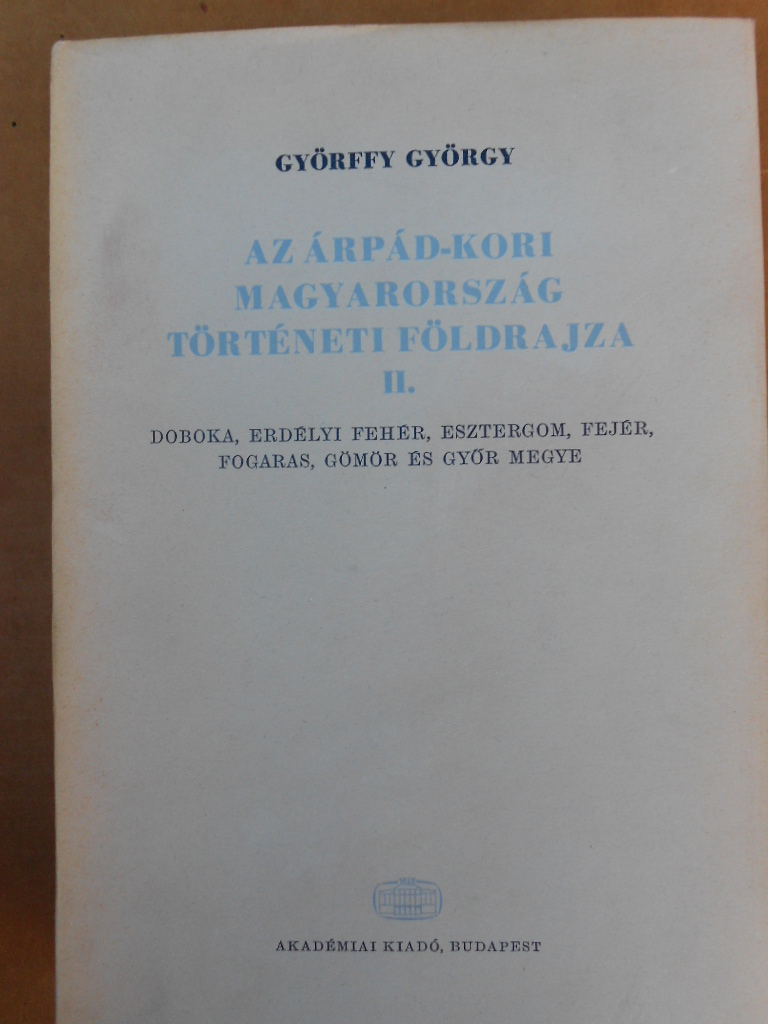 GYÖRFFY GYÖRGY
AZ ÁRPÁD-KORI
MAGYARORSZÁG
TÖRTÉNETI FÖLDRAJZA
II.
DOBOKA, ERDÉLYI FEHÉR, ESZTERGOM, FEJÉR,
FOGARAS, GÖMÖR ÉS GYŐR MEGYE
AKADÉMIAI KIADÓ, BUDAPEST